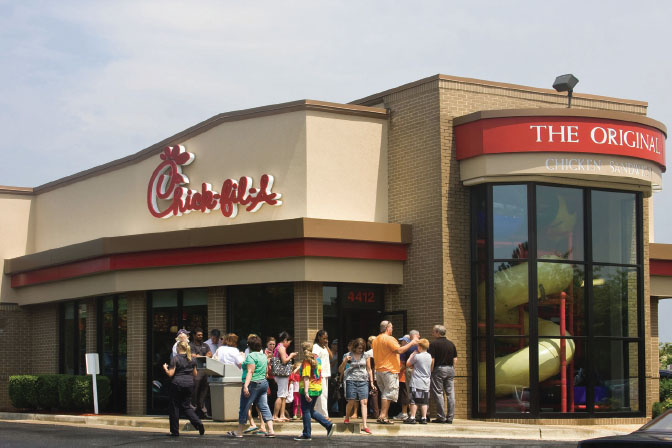 Chick-fil-A
THE ORIGINAL
CHICKEN SANDWICH
4412